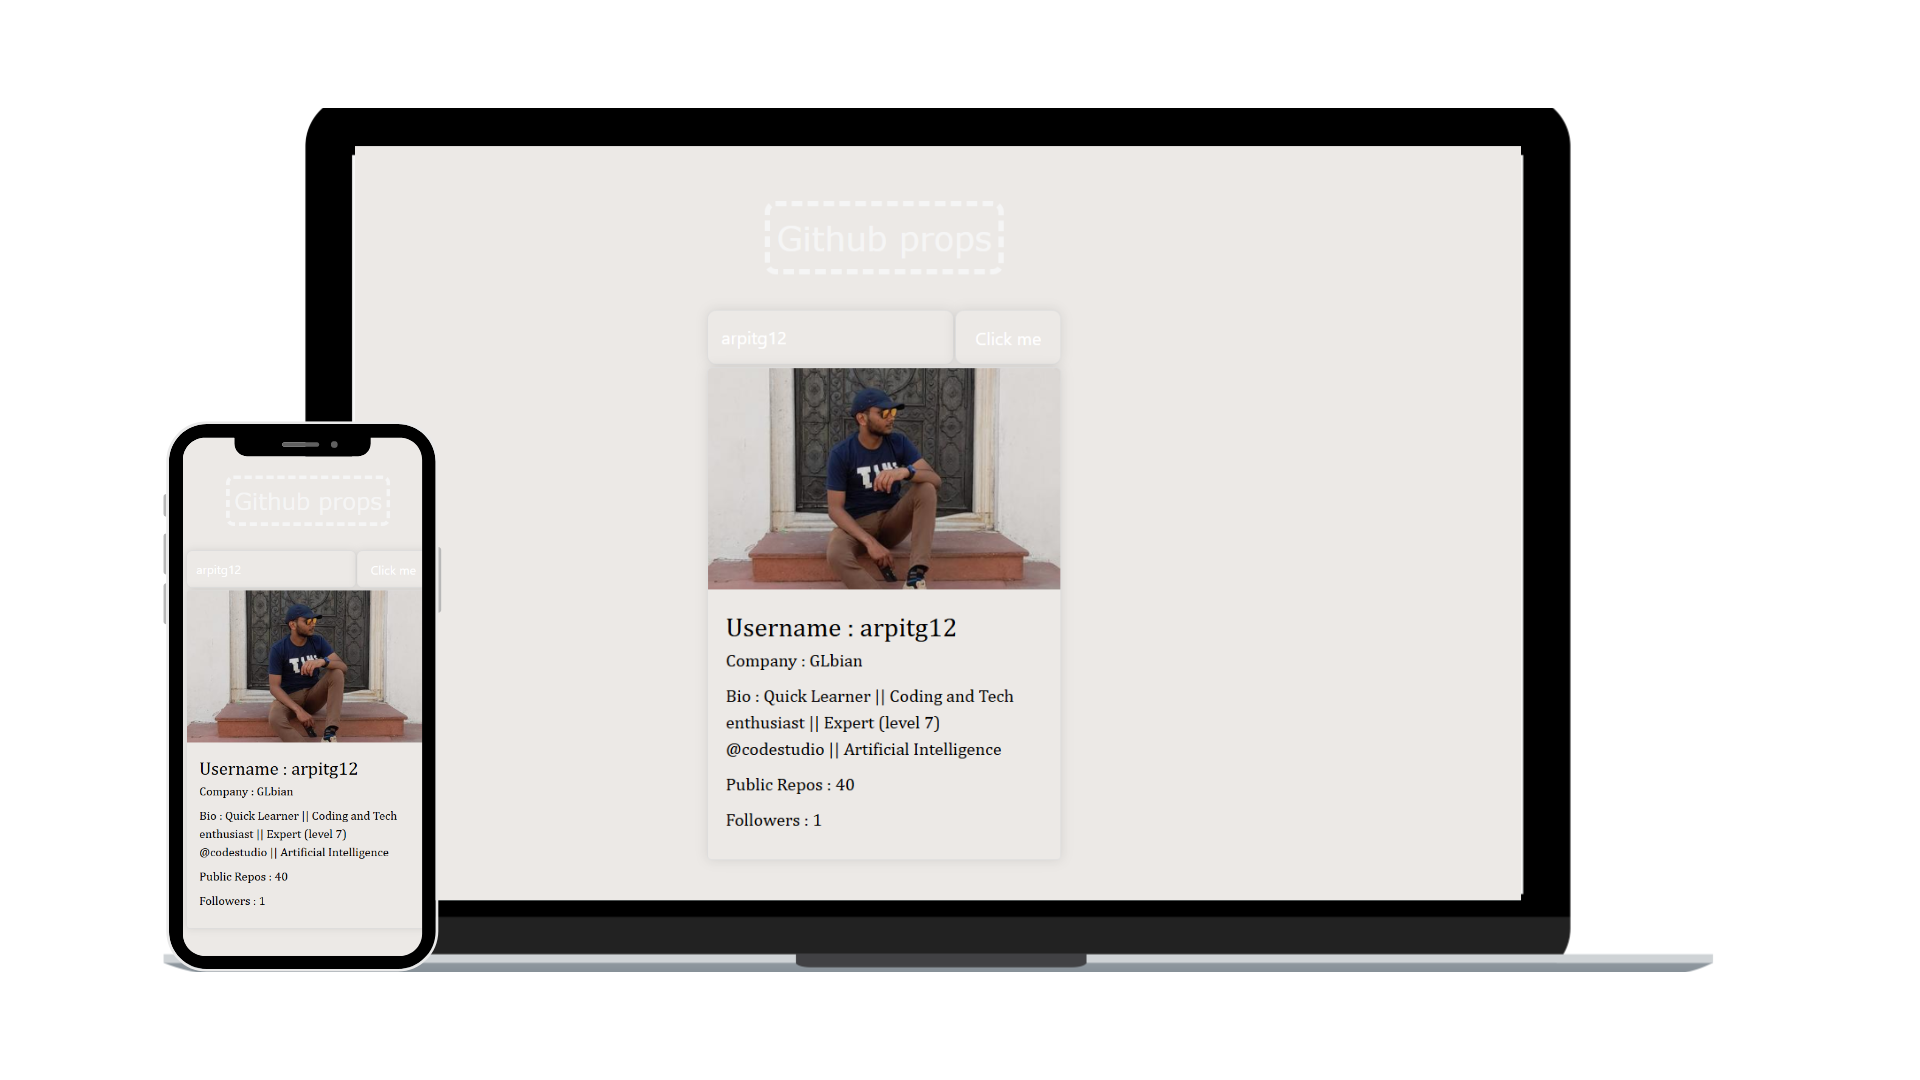 Github props
arpitg12
Click me
Username : arpitg12
Company : GLbian
Bio : Quick Learner || Coding and Tech
enthusiast || Expert (level 7)
@codestudio || Artificial Intelligence
Public Repos : 40
Followers : 1
Github props
arpitg12
Click me
Username : arpitg12
Company : GLbian
Bio : Quick Learner || Coding and Tech
enthusiast || Expert (level 7)
@codestudio || Artificial Intelligence
Public Repos : 40
Followers : 1